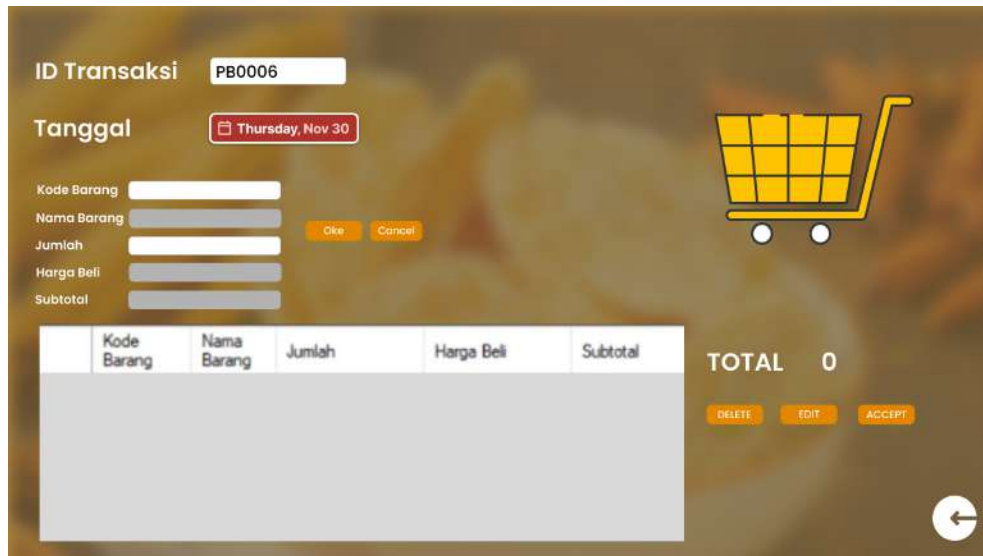 ID Transaksi PB0006
Tanggal Thursday, Nov 30
Kode Barang
Nama Barang
Oke Cancel
Jumlah
Harga Beli
Subtotal
Kode Barang Nama Barang Jumlah Harga Beli Subtotal
TOTAL 0
DELETE EDIT ACCEPT